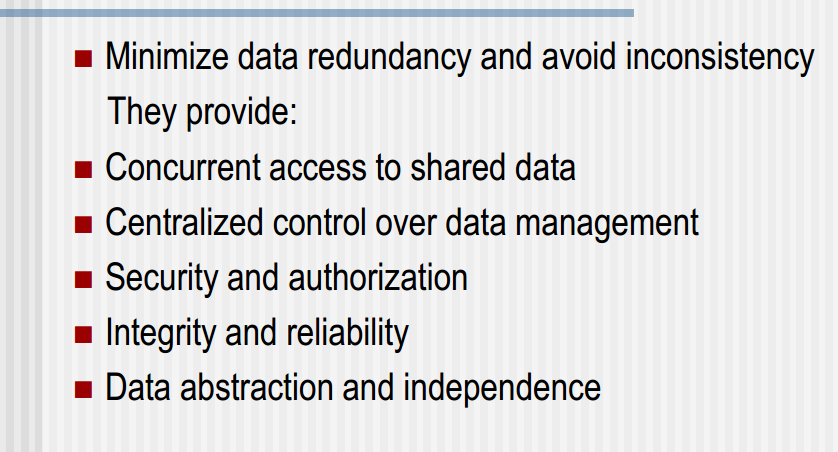 Minimize data redundancy and avoid inconsistency
They provide:
Concurrent access to shared data
Centralized control over data management
Security and authorization
Integrity and reliability
Data abstraction and independence